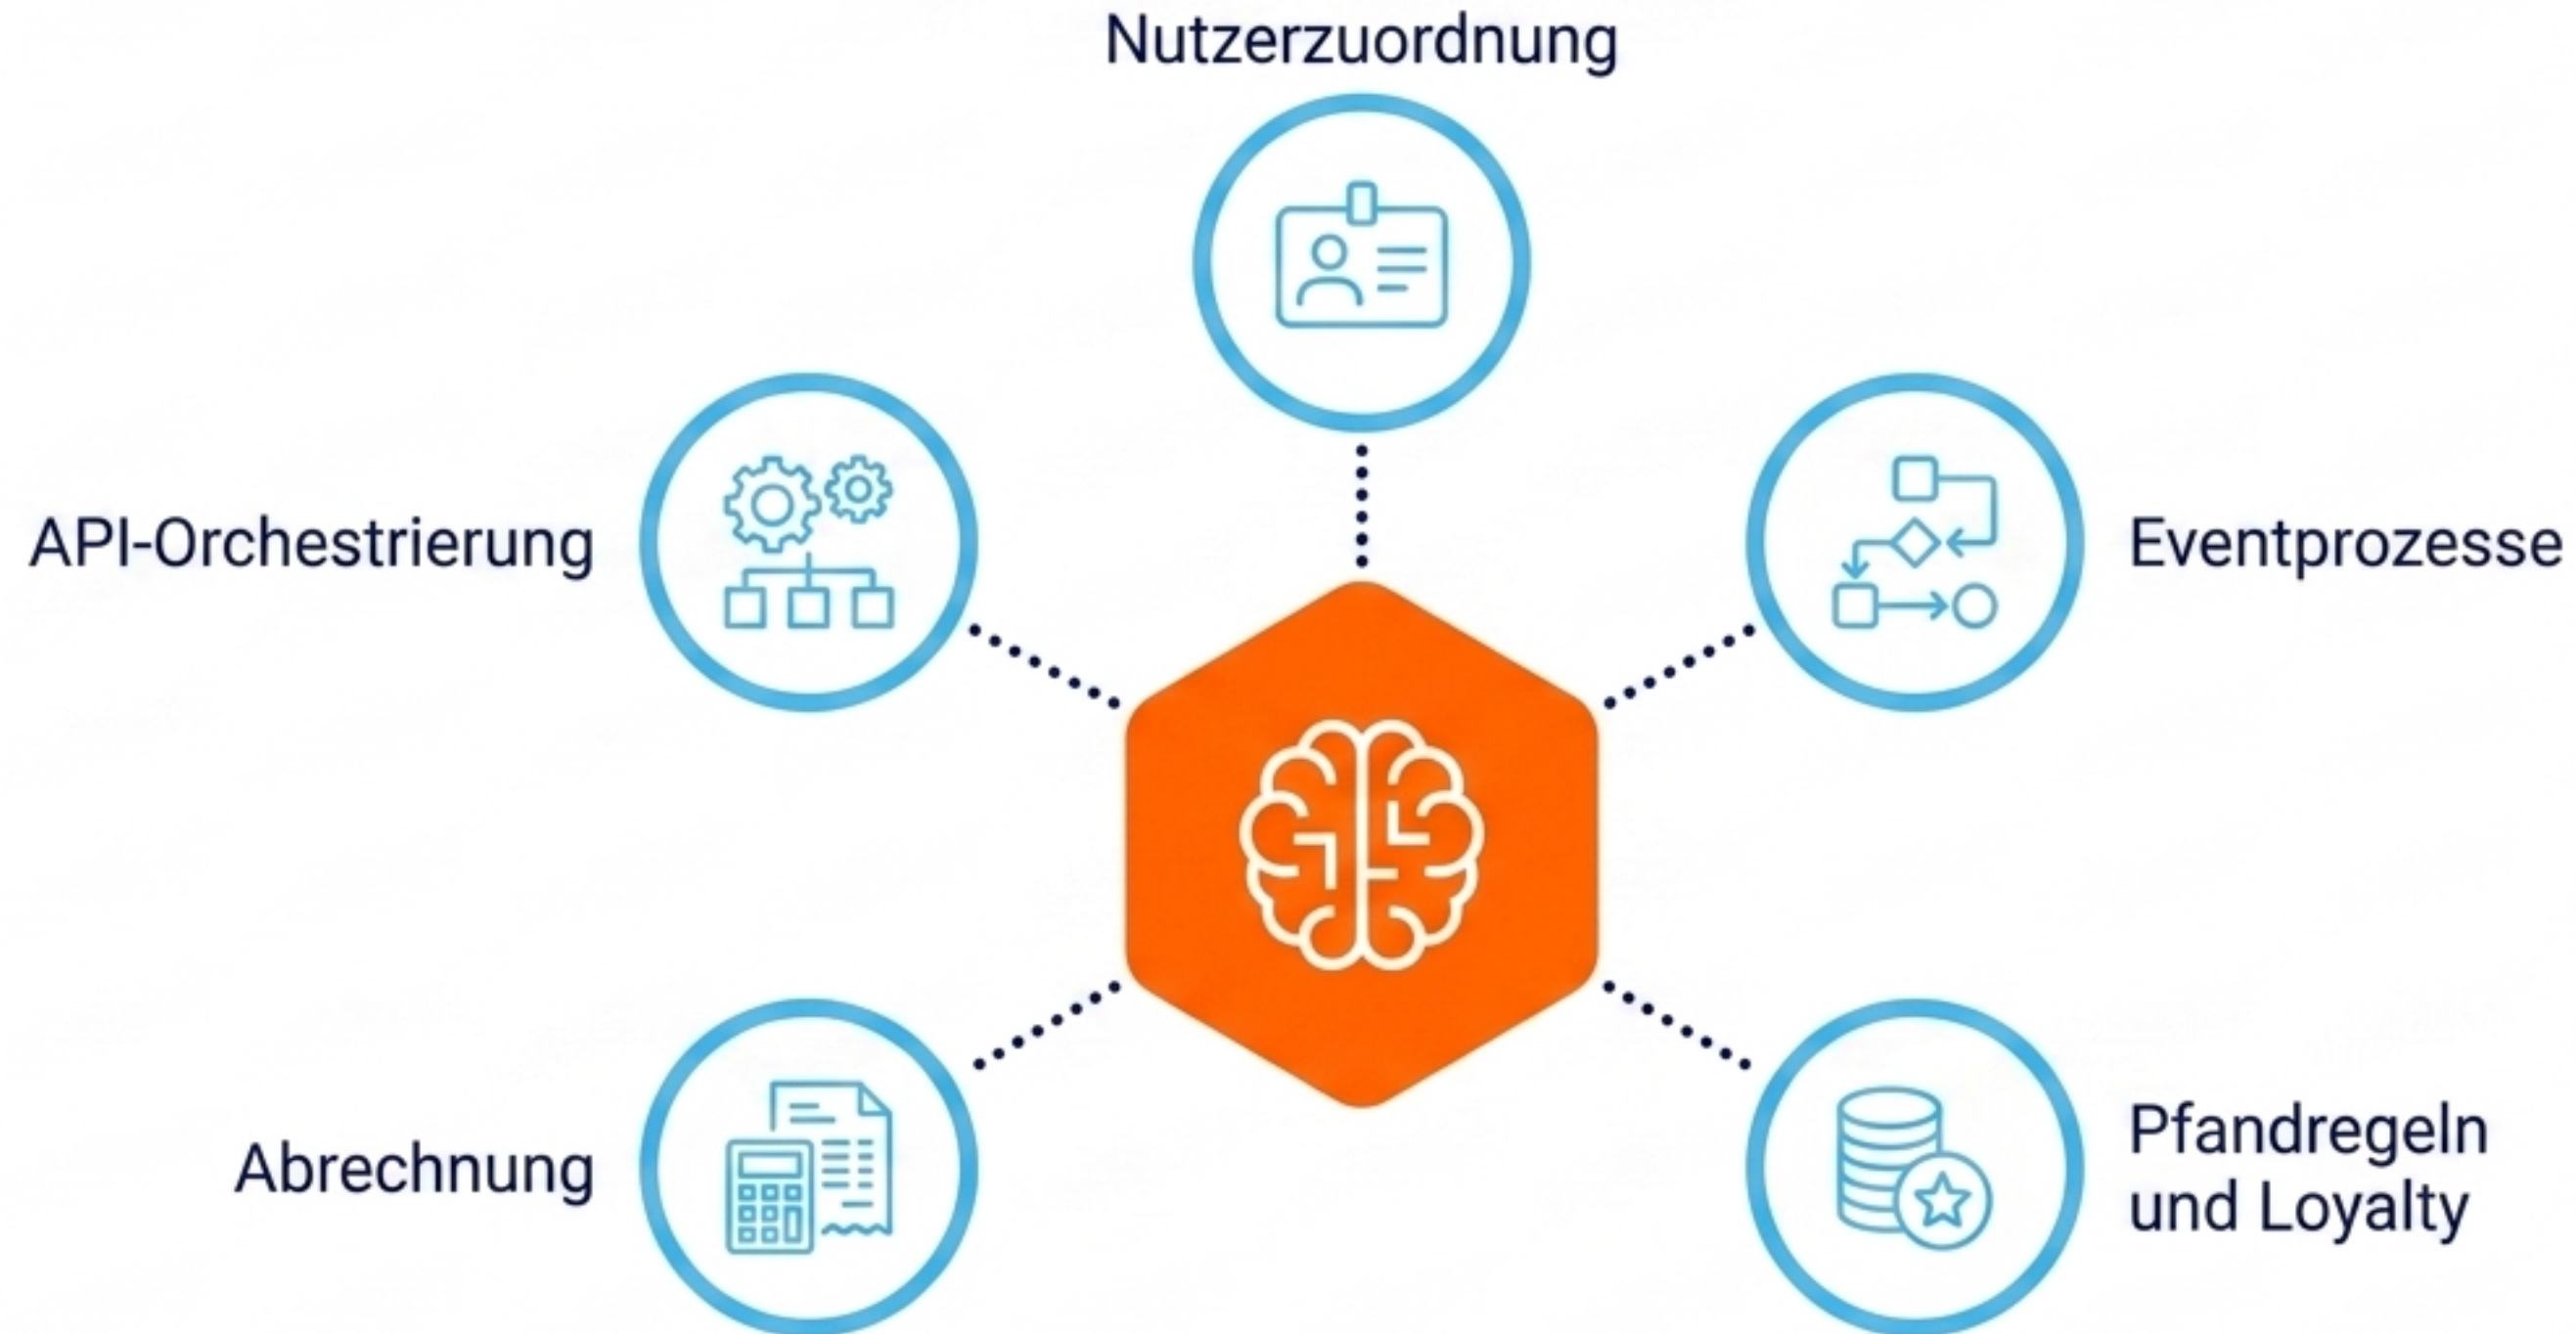 Nutzerzuordnung
API-Orchestrierung
Eventprozesse
Abrechnung
Pfandregeln
und Loyalty